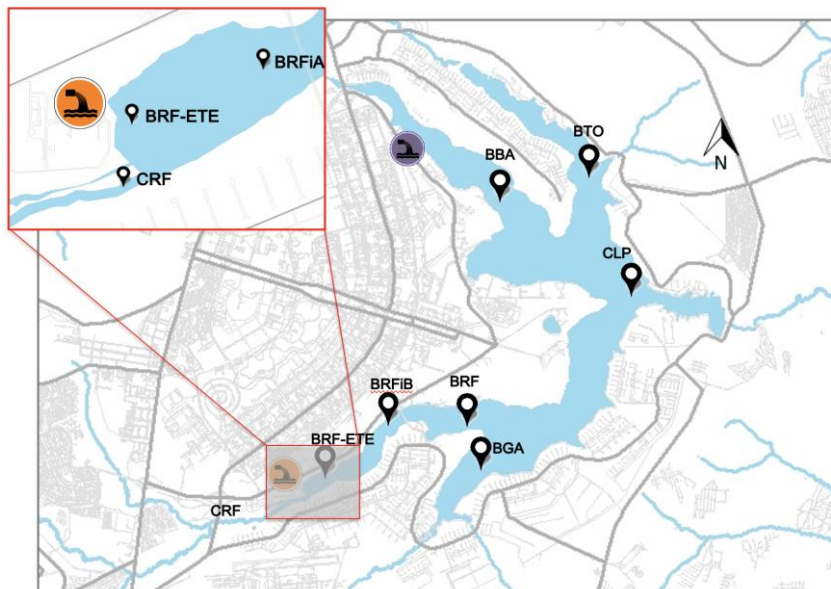 BRFiA
BRF-ETE
CRF
BTO
BBA
N
CLP
BRFiB
BRF
BRF-ETE
BGA
CRF